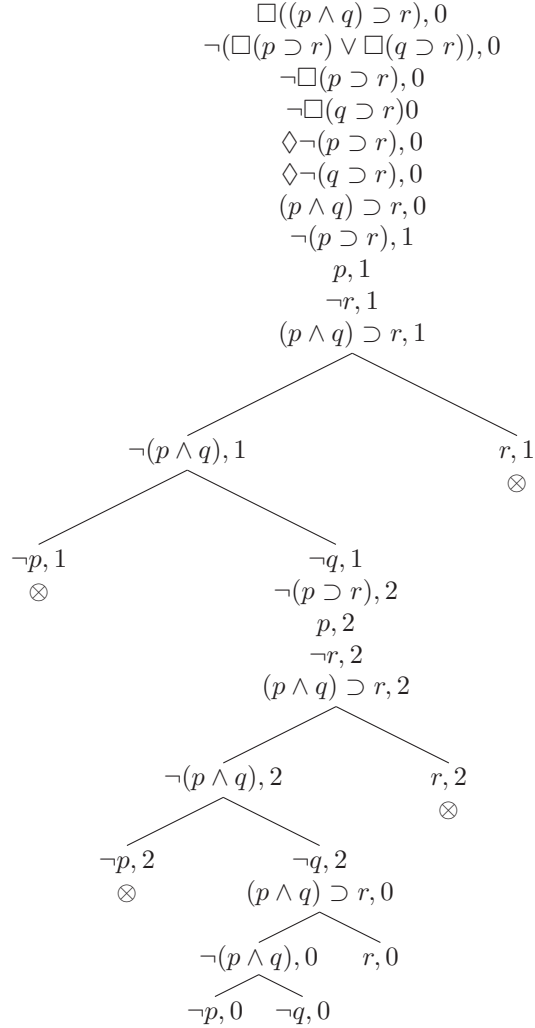 □((p ∧ q) ⊃ r), 0
¬(□(p ⊃ r) ∨ □(q ⊃ r)), 0
¬□(p ⊃ r), 0
¬□(q ⊃ r)0
◊¬(p ⊃ r), 0
◊¬(q ⊃ r), 0
(p ∧ q) ⊃ r, 0
¬(p ⊃ r), 1
p, 1
¬r, 1
(p ∧ q) ⊃ r, 1
¬(p ∧ q), 1 r, 1
⊗
¬p, 1 ¬q, 1
⊗ ¬(p ⊃ r), 2
p, 2
¬r, 2
(p ∧ q) ⊃ r, 2
¬(p ∧ q), 2 r, 2
⊗
¬p, 2 ¬q, 2
⊗ (p ∧ q) ⊃ r, 0
¬(p ∧ q), 0 r, 0
¬p, 0 ¬q, 0